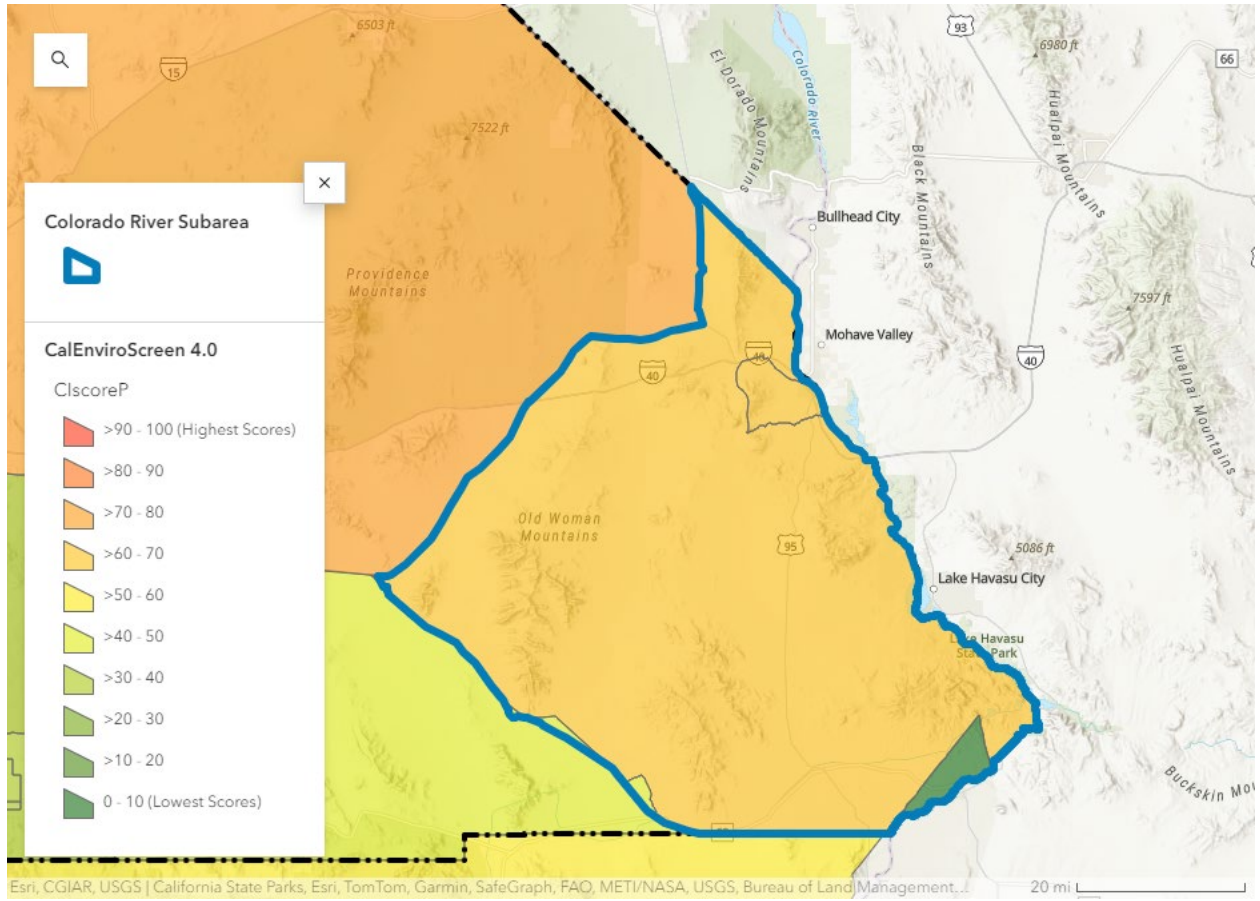 6503 ft
93
6980 ft
66
15
El Dorado Mountains
Colorado River
Hualpai Mountains
7522 ft
Black Mountains
Colorado River Subarea
Bullhead City
Providence
Mountains
7597 ft
Mohave Valley
CalEnviroScreen 4.0
40
40
40
Hualpai Mountains
CIscoreP
>90 - 100 (Highest Scores)
>80 - 90
>70 - 80
>60 - 70
Old Woman
Mountains
95
5086 ft
Lake Havasu City
>50 - 60
>40 - 50
Lake Havasu
State Park
>30 - 40
>20 - 30
>10 - 20
Buckskin Mou
0 - 10 (Lowest Scores)
Esri, CGIAR, USGS | California State Parks, Esri, TomTom, Garmin, SafeGraph, FAO, METI/NASA, USGS, Bureau of Land Management...
20 mi